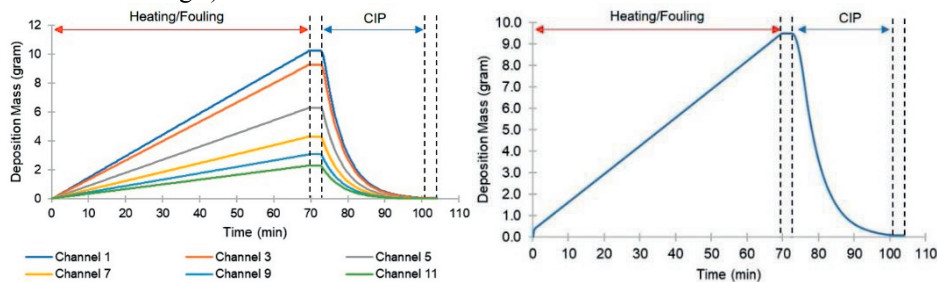 Heating/Fouling
CIP
12
10
8
6
4
2
0
Deposition Mass (gram)
0 10 20 30 40 50 60 70 80 90 100 110
Time (min)
Channel 1 Channel 3 Channel 5
Channel 7 Channel 9 Channel 11
Heating/Fouling
CIP
10.0
9.0
8.0
7.0
6.0
5.0
4.0
3.0
2.0
1.0
0.0
Deposition Mass (gram)
0 10 20 30 40 50 60 70 80 90 100 110
Time (min)